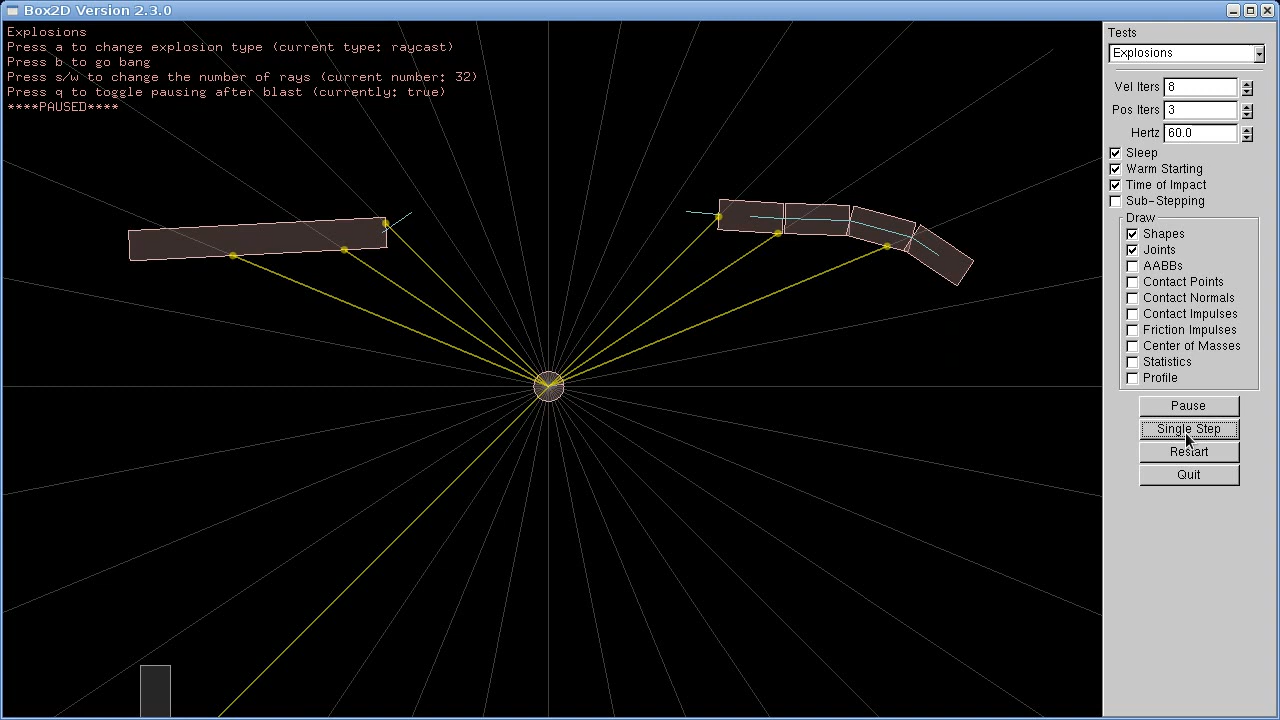 Box2D Version 2.3.0
Explosions
Press a to change explosion type (current type: raycast)
Press b to go bang
Press s/w to change the number of rays (current number: 32)
Press q to toggle pausing after blast (currently: true)
****PAUSED****
Tests
Explosions
Vel Iters 8
Pos Iters 3
Hertz 60.0
Sleep
Warm Starting
Time of Impact
Sub-Stepping
Draw
Shapes
Joints
AABBs
Contact Points
Contact Normals
Contact Impulses
Friction Impulses
Center of Masses
Statistics
Profile
Pause
Single Step
Restart
Quit